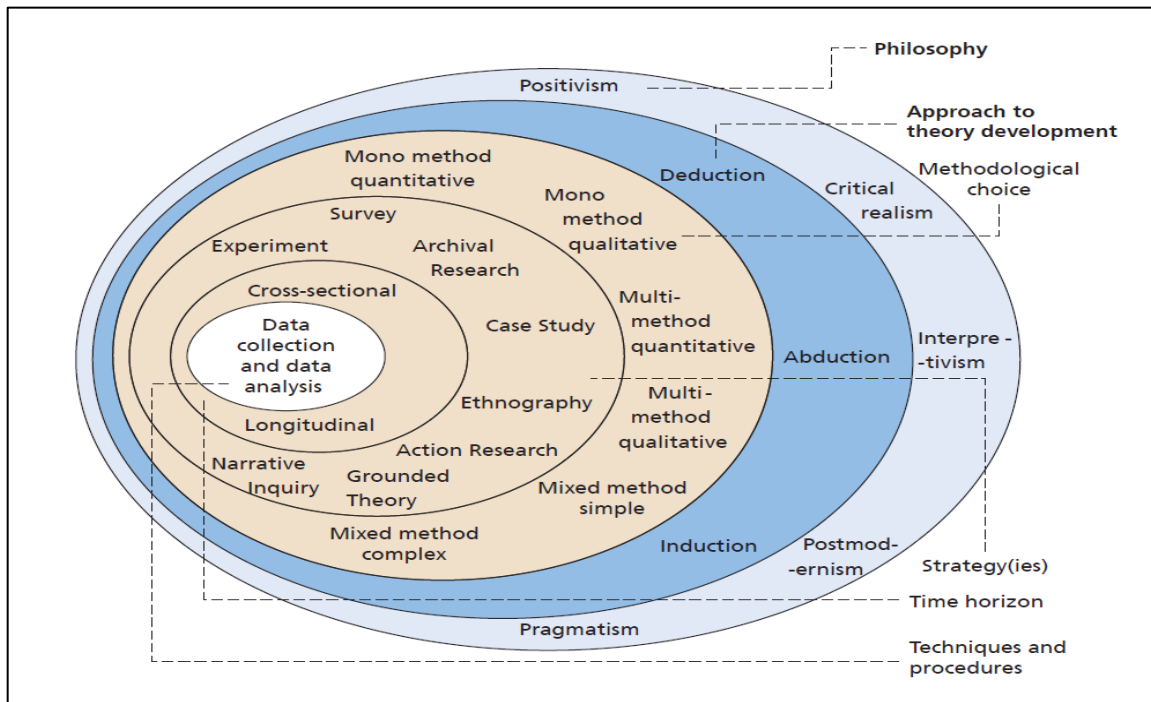 Philosophy
Positivism
Approach to
theory development
Mono method
quantitative
Deduction
Methodological
choice
Critical
realism
Mono
method
qualitative
Survey
Experiment
Archival
Research
Cross-sectional
Multi-
method
quantitative
Case Study
Data
collection
and data
analysis
Abduction
Interpre -
-tivism
Ethnography
Multi-
method
qualitative
Longitudinal
Action Research
Narrative
Inquiry
Grounded
Theory
Mixed method
simple
Mixed method
complex
Induction
Postmod-
-ernism
Strategy(ies)
Time horizon
Pragmatism
Techniques and
procedures